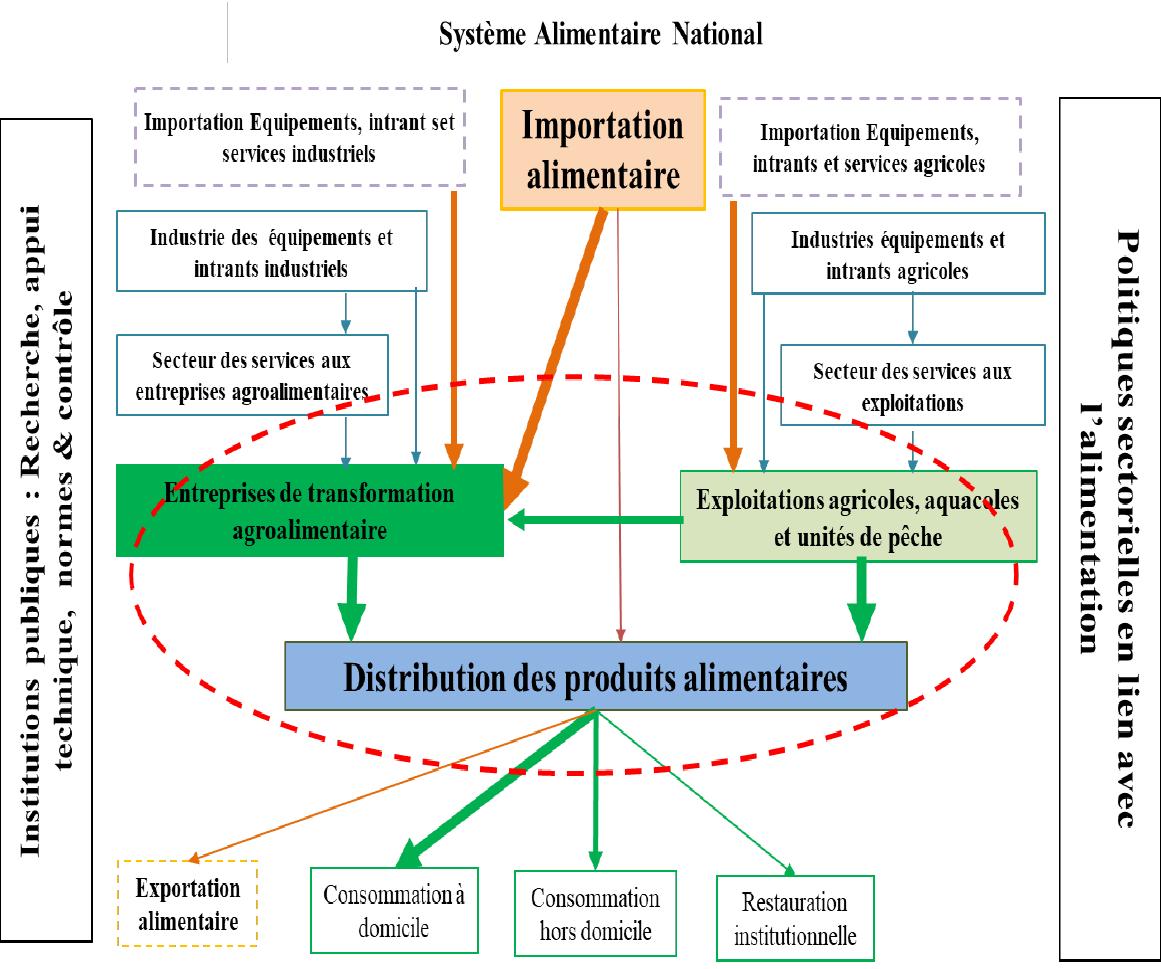 Système Alimentaire National
Importation Equipements, intrant set
services industriels
Importation
alimentaire
Importation Equipements,
intrants et services agricoles
Industrie des équipements et
intrants industriels
Industries équipements et
intrants agricoles
Secteur des services aux
entreprises agroalimentaires
Secteur des services aux
exploitations
Entreprises de transformation
agroalimentaire
Exploitations agricoles, aquacoles
et unités de pêche
Distribution des produits alimentaires
Exportation
alimentaire
Consommation à
domicile
Consommation
hors domicile
Restauration
institutionnelle
Institutions publiques : Recherche, appui
technique, normes & contrôle
Politiques sectorielles en lien avec
l’alimentation